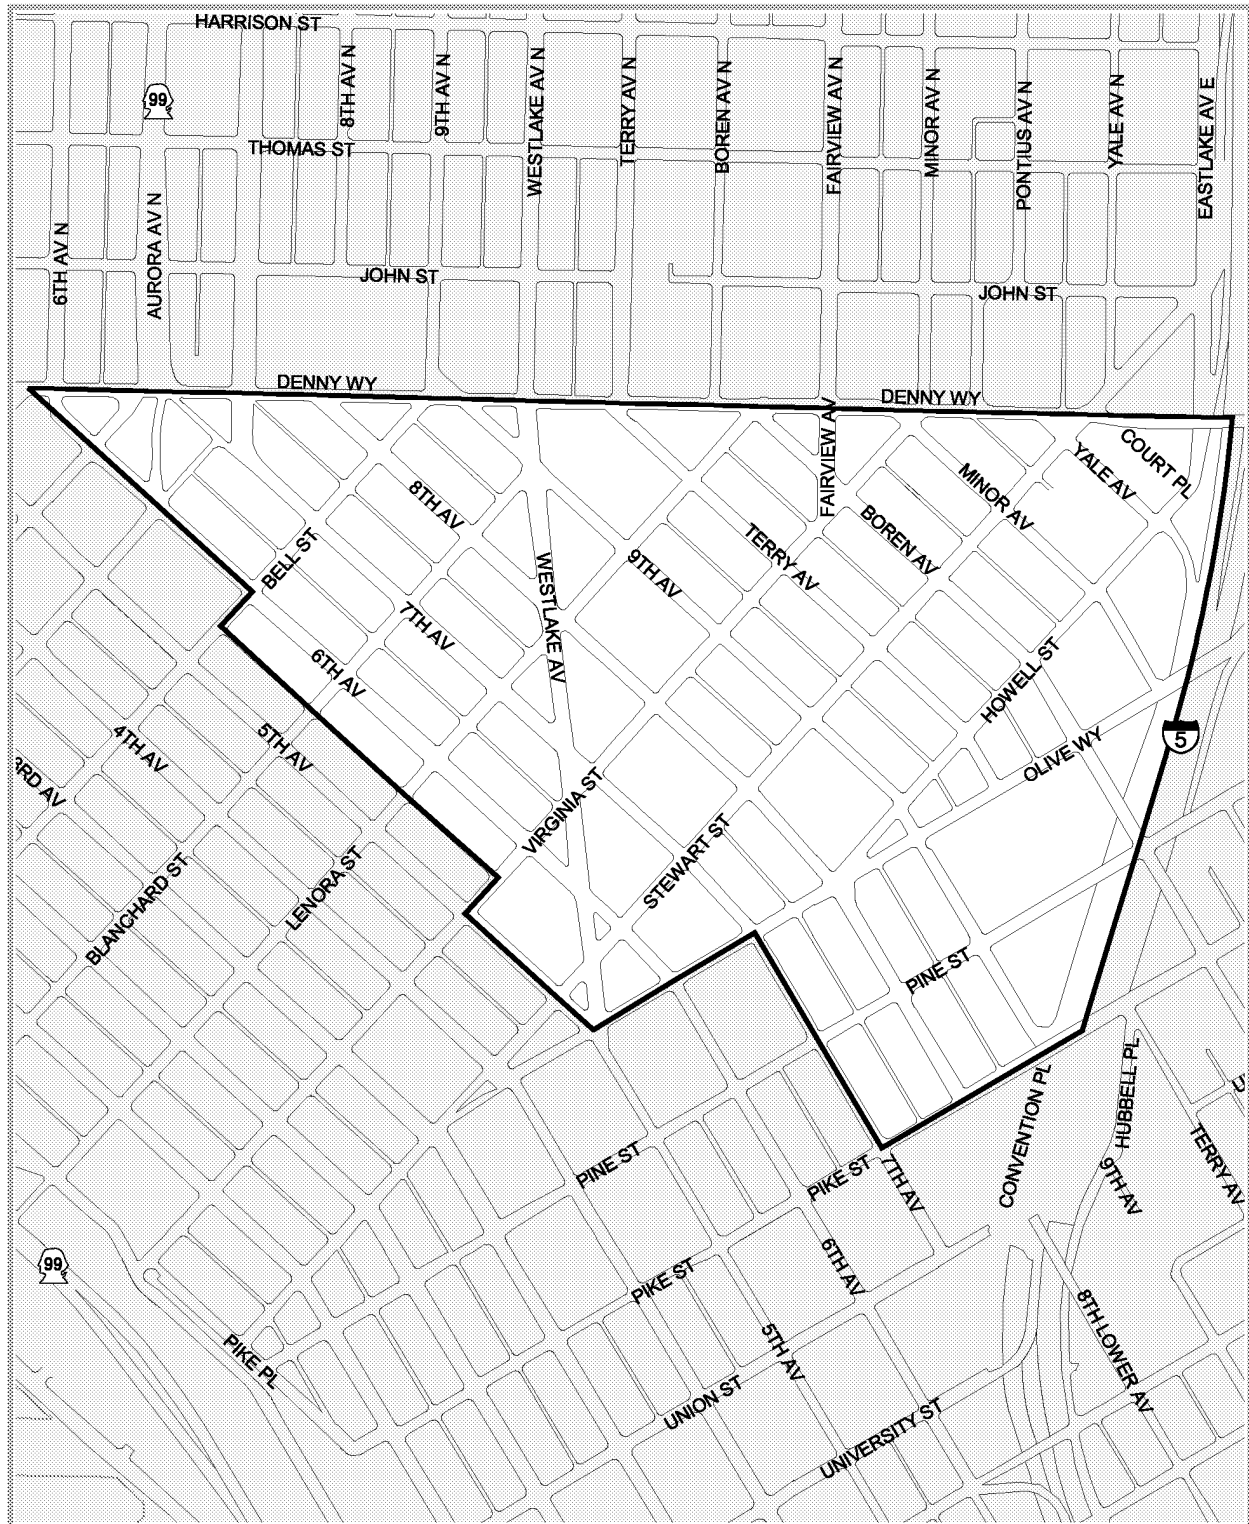 HARRISON ST
8TH AV N
9TH AV N
WESTLAKE AV N
TERRY AV N
BOREN AV N
FAIRVIEW AV N
MINOR AV N
PONTIUS AV N
YALE AV N
EASTLAKE AV E
99
THOMAS ST
6TH AV N
AURORA AV N
JOHN ST
JOHN ST
DENNY WY
DENNY WY
FAIRVIEW AV
COURT PL
YALE AV
MINOR AV
8TH AV
BOREN AV
TERRY AV
BELL ST
9TH AV
WESTLAKE AV
7TH AV
6TH AV
HOWELL ST
4TH AV
5TH AV
5
OLIVE WY
3RD AV
VIRGINIA ST
STEWART ST
BLANCHARD ST
LENORA ST
PINE ST
CONVENTION PL
HUBBELL PL
U
PINE ST
PIKE ST
7TH AV
9TH AV
TERRY AV
99
PIKE ST
6TH AV
8TH LOWER AV
PIKE PL
5TH AV
UNION ST
UNIVERSITY ST